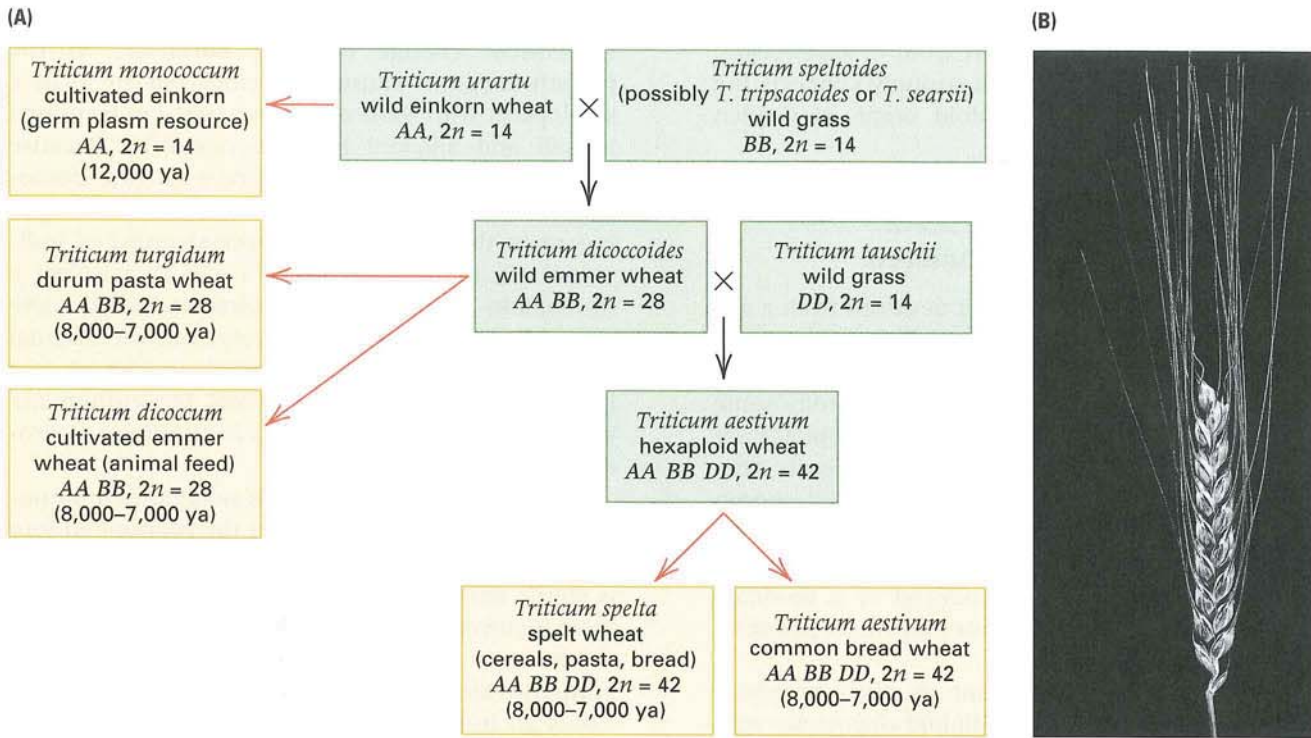 (A)
Triticum monococcum
cultivated einkorn
(germ plasm resource)
AA, 2n = 14
(12,000 ya)
Triticum urartu
wild einkorn wheat
AA, 2n = 14
×
Triticum speltoides
(possibly T. tripsacoides or T. searsii)
wild grass
BB, 2n = 14
Triticum turgidum
durum pasta wheat
AA BB, 2n = 28
(8,000–7,000 ya)
Triticum dicoccoides
wild emmer wheat
AA BB, 2n = 28
×
Triticum tauschii
wild grass
DD, 2n = 14
Triticum dicoccum
cultivated emmer
wheat (animal feed)
AA BB, 2n = 28
(8,000–7,000 ya)
Triticum aestivum
hexaploid wheat
AA BB DD, 2n = 42
Triticum spelta
spelt wheat
(cereals, pasta, bread)
AA BB DD, 2n = 42
(8,000–7,000 ya)
Triticum aestivum
common bread wheat
AA BB DD, 2n = 42
(8,000–7,000 ya)
(B)